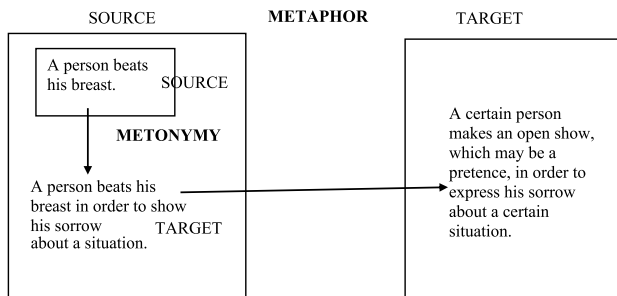 SOURCE METAPHOR TARGET
A person beats
his breast.
SOURCE
METONYMY
A person beats his
breast in order to show
his sorrow
about a situation.
TARGET
A certain person
makes an open show,
which may be a
pretence, in order to
express his sorrow
about a certain
situation.